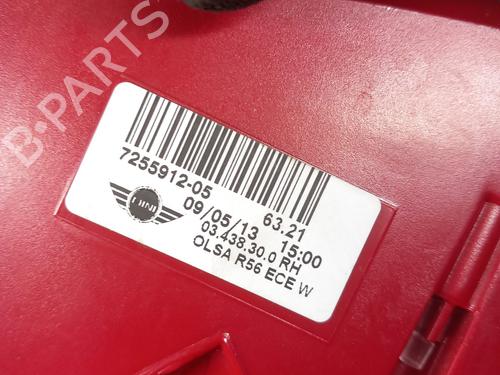 B-PARTS
7255912-05 63.21
MINI 09/05/13 15:00
03.438.30.0 RH
OLSA R56 ECE W